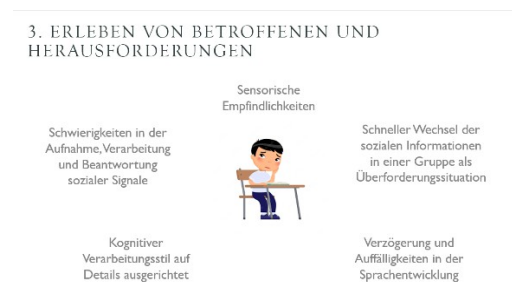 3. ERLEBEN VON BETROFFENEN UND
HERAUSFORDERUNGEN
Sensorische
Empfindlichkeiten
Schwierigkeiten in der
Aufnahme, Verarbeitung
und Beantwortung
sozialer Signale
Schneller Wechsel der
sozialen Informationen
in einer Gruppe als
Überforderungssituation
Kognitiver
Verarbeitungsstil auf
Details ausgerichtet
Verzögerung und
Auffälligkeiten in der
Sprachentwicklung